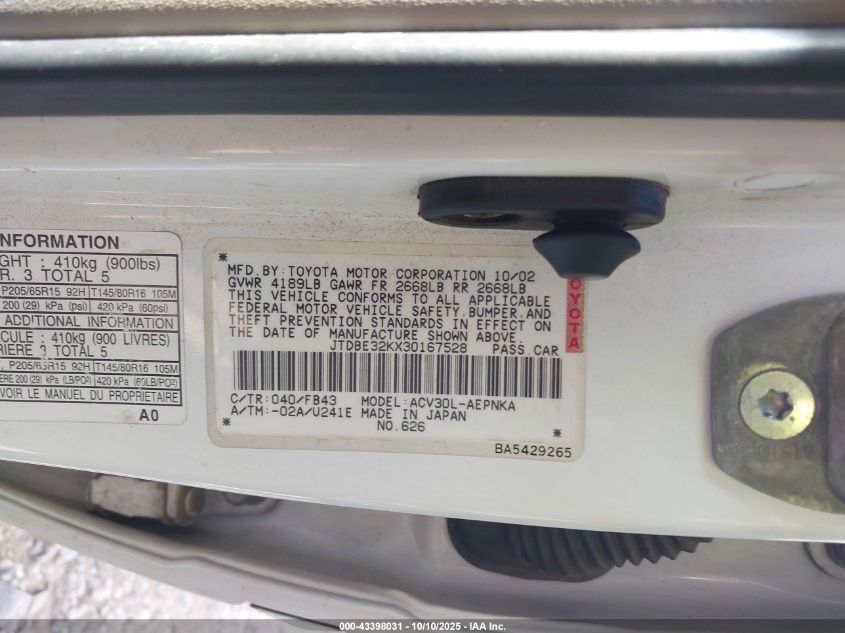 INFORMATION
GHT : 410kg (900lbs)
R. 3 TOTAL 5
P205/65R15 92H T145/80R16 105M
200 (29) kPa (psi) 420 kPa (60psi)
ADDITIONAL INFORMATION
CULE : 410kg (900 LIVRES)
RIERE 3 TOTAL 5
P205/65R15 92H T145/80R16 105M
ERE 200 (29) kPa (LB/PO²) 420 kPa (60LB/PO²)
VOIR LE MANUEL DU PROPRIETAIRE
A0
MFD. BY: TOYOTA MOTOR CORPORATION 10/02
GVWR 4189LB GAWR FR 2668LB RR 2668LB
THIS VEHICLE CONFORMS TO ALL APPLICABLE
FEDERAL MOTOR VEHICLE SAFETY, BUMPER, AND
THEFT PREVENTION STANDARDS IN EFFECT ON
THE DATE OF MANUFACTURE SHOWN ABOVE.
JTDBE32KX30167528 PASS. CAR
C/TR: 040/FB43 MODEL: ACV30L-AEPNKA
A/TM: -02A/U241E MADE IN JAPAN
NO. 626
BA5429265
TOYOTA
AISIN
000-43398031 - 10/10/2025 - IAA Inc.